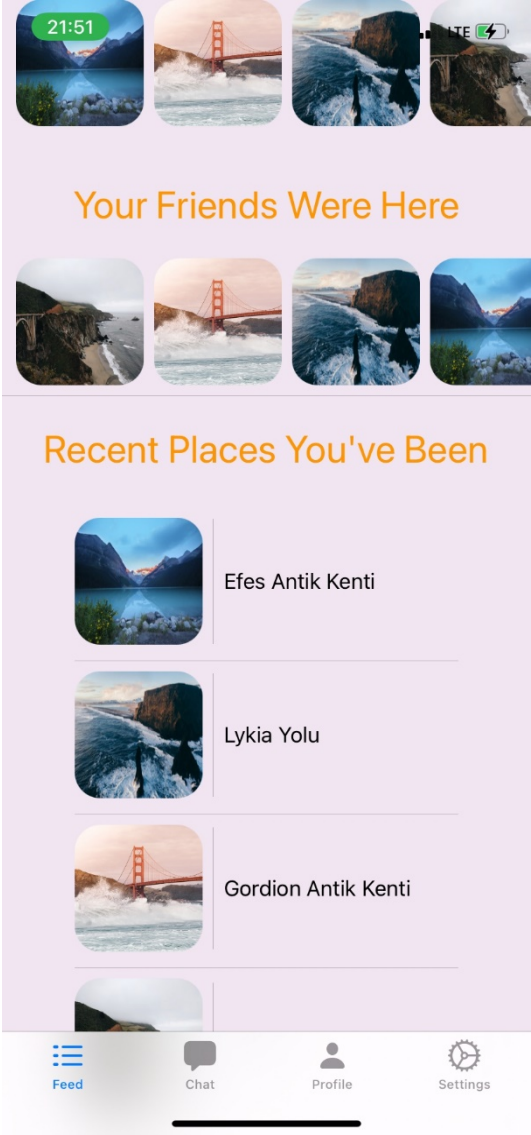 21:51
LTE
Your Friends Were Here
Recent Places You've Been
Efes Antik Kenti
Lykia Yolu
Gordion Antik Kenti
Feed
Chat
Profile
Settings